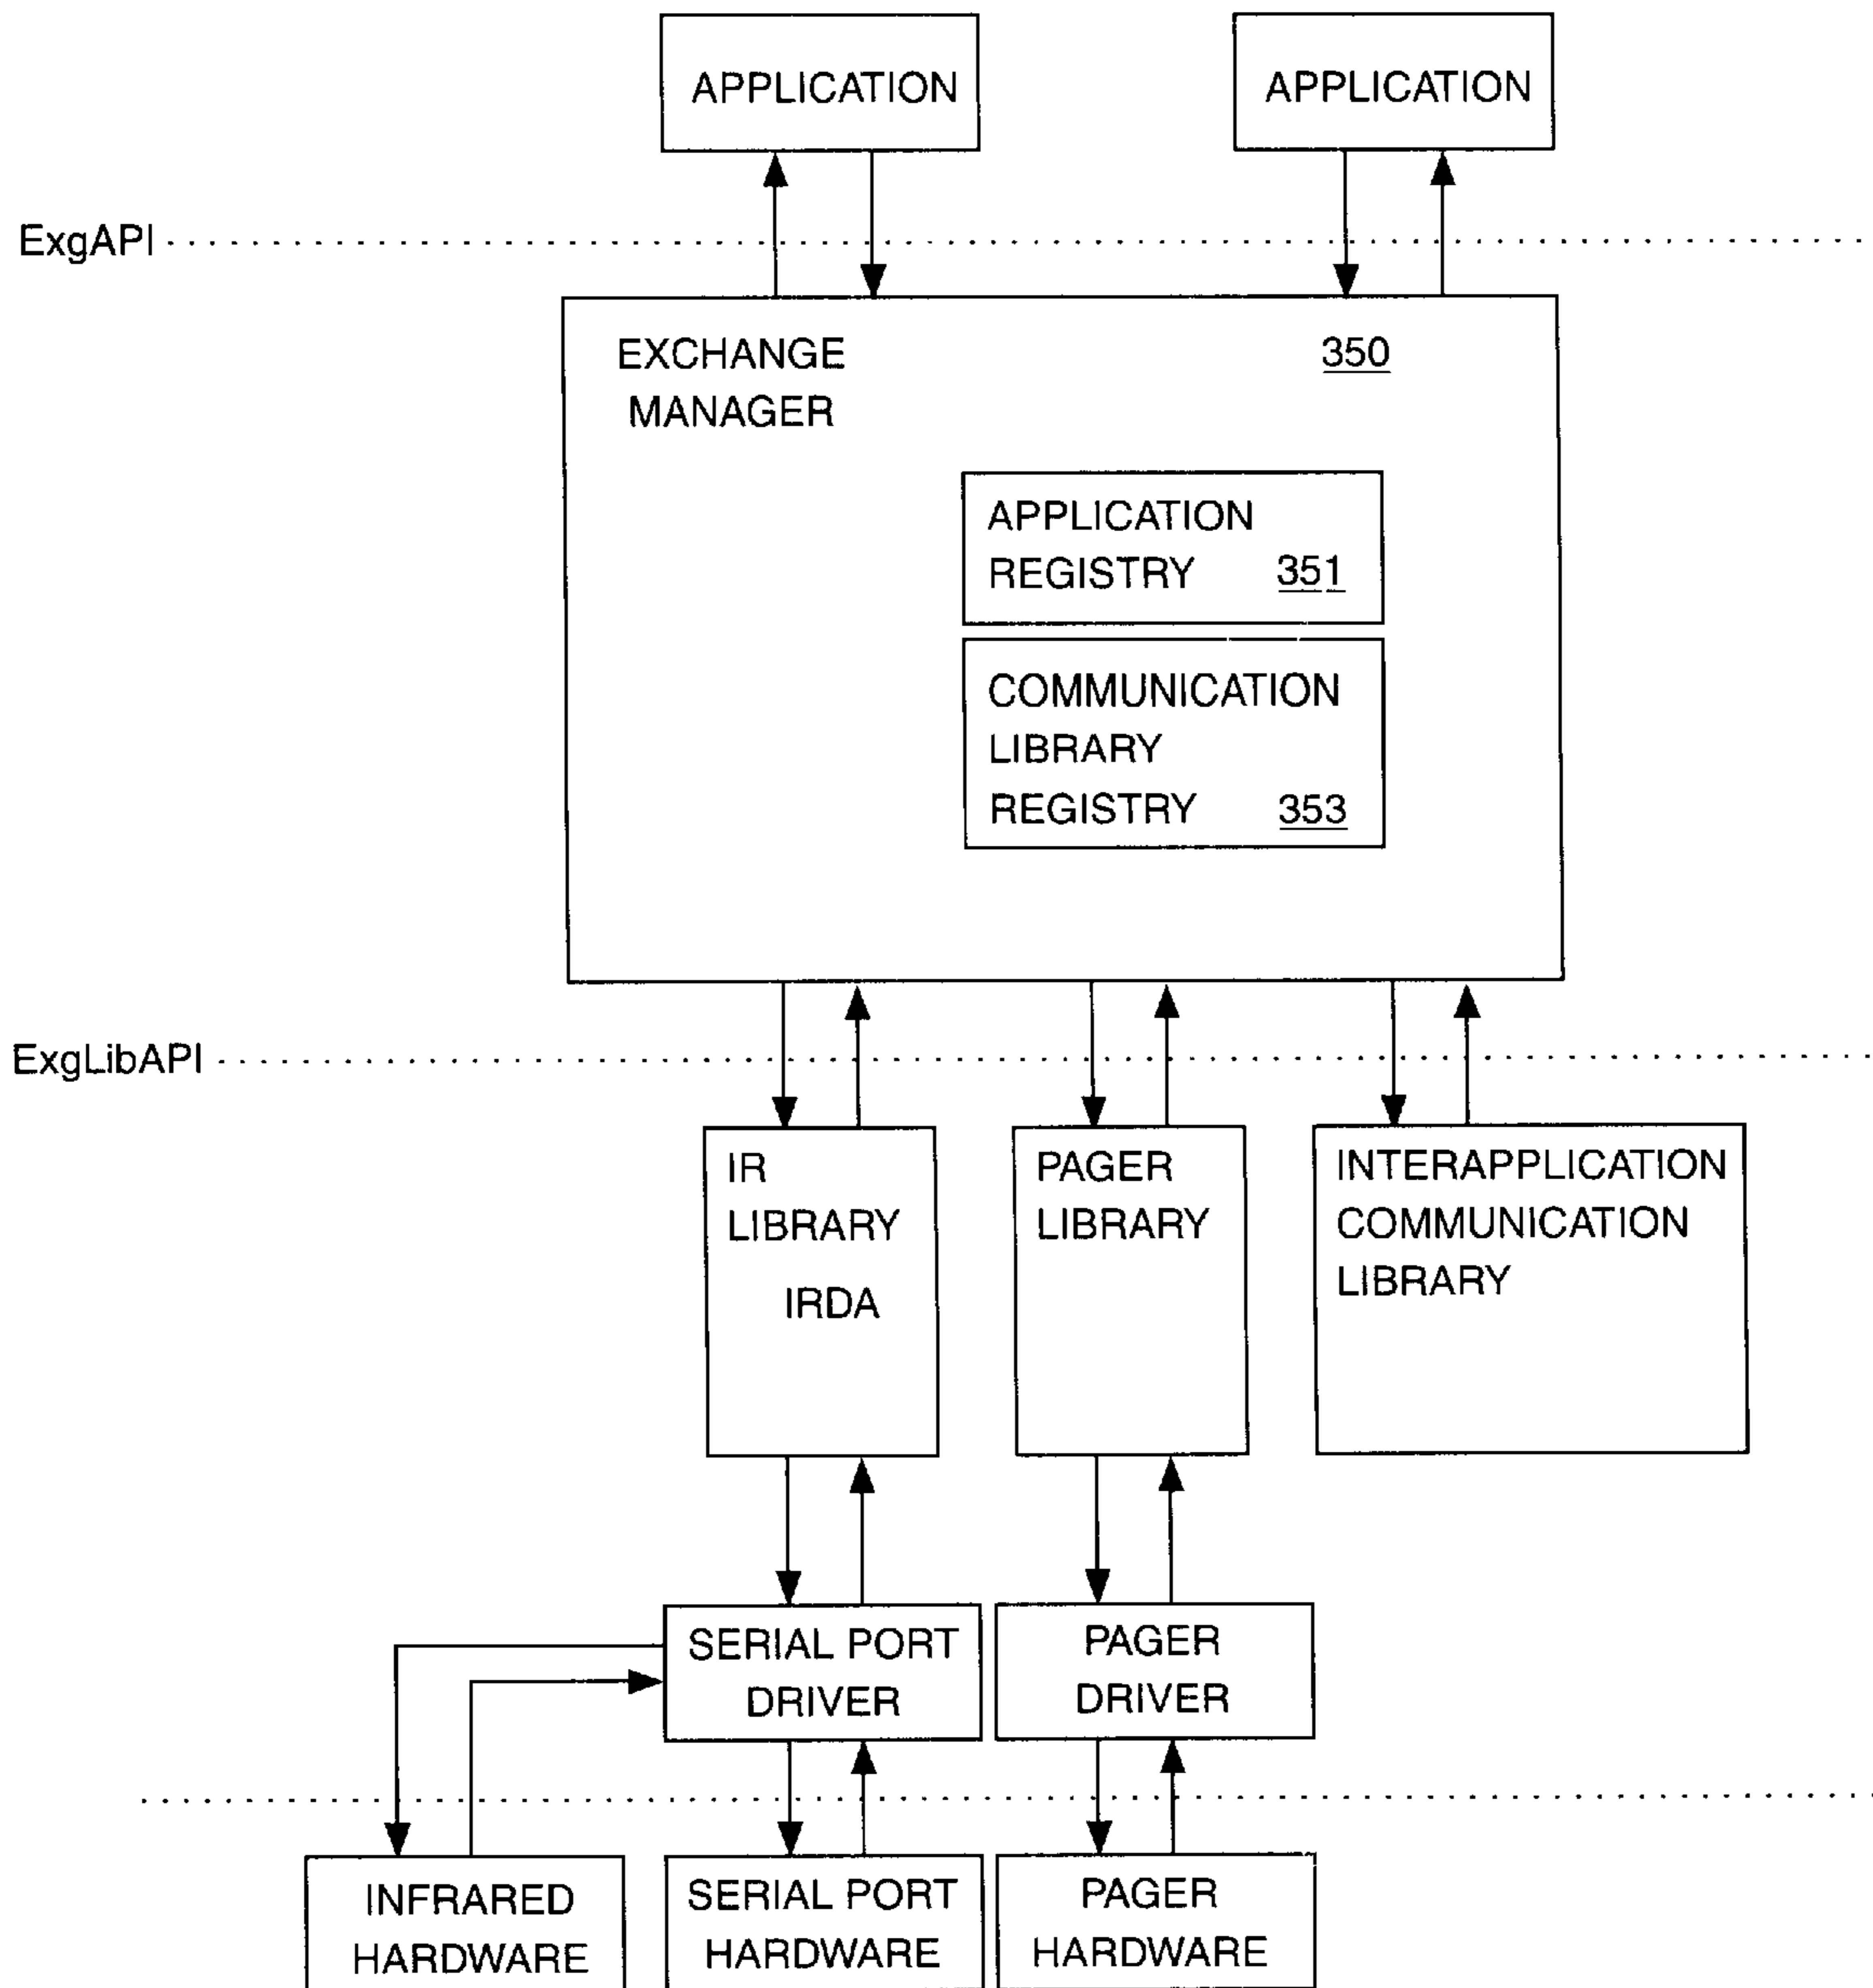 APPLICATION
APPLICATION
ExgAPI
EXCHANGE
MANAGER
350
APPLICATION
REGISTRY 351
COMMUNICATION
LIBRARY
REGISTRY 353
ExgLibAPI
IR
LIBRARY
IRDA
PAGER
LIBRARY
INTERAPPLICATION
COMMUNICATION
LIBRARY
SERIAL PORT
DRIVER
PAGER
DRIVER
INFRARED
HARDWARE
SERIAL PORT
HARDWARE
PAGER
HARDWARE